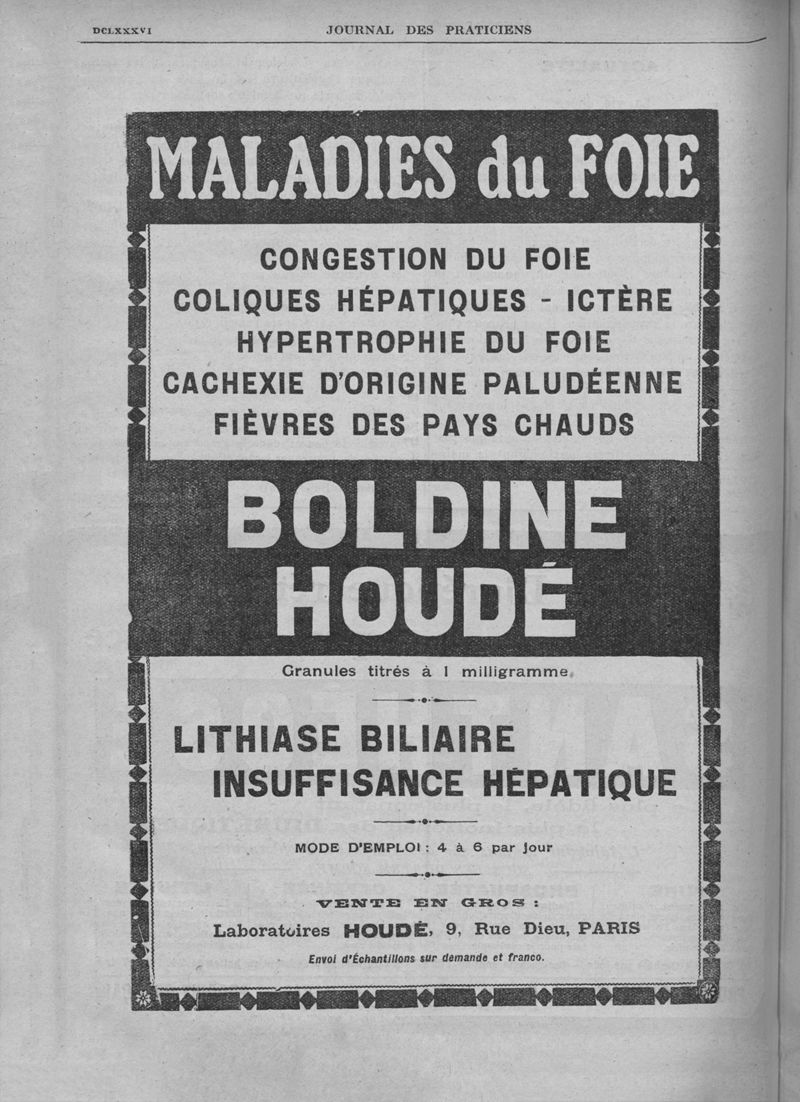 DCLXXXVI
JOURNAL DES PRATICIENS
MALADIES du FOIE
CONGESTION DU FOIE
COLIQUES HÉPATIQUES - ICTÈRE
HYPERTROPHIE DU FOIE
CACHEXIE D'ORIGINE PALUDÉENNE
FIÈVRES DES PAYS CHAUDS
BOLDINE
HOUDÉ
Granules titrés à 1 milligramme.
LITHIASE BILIAIRE
INSUFFISANCE HÉPATIQUE
MODE D'EMPLOI : 4 à 6 par jour
VENTE EN GROS :
Laboratoires HOUDÉ, 9, Rue Dieu, PARIS
Envoi d'Échantillons sur demande et franco.